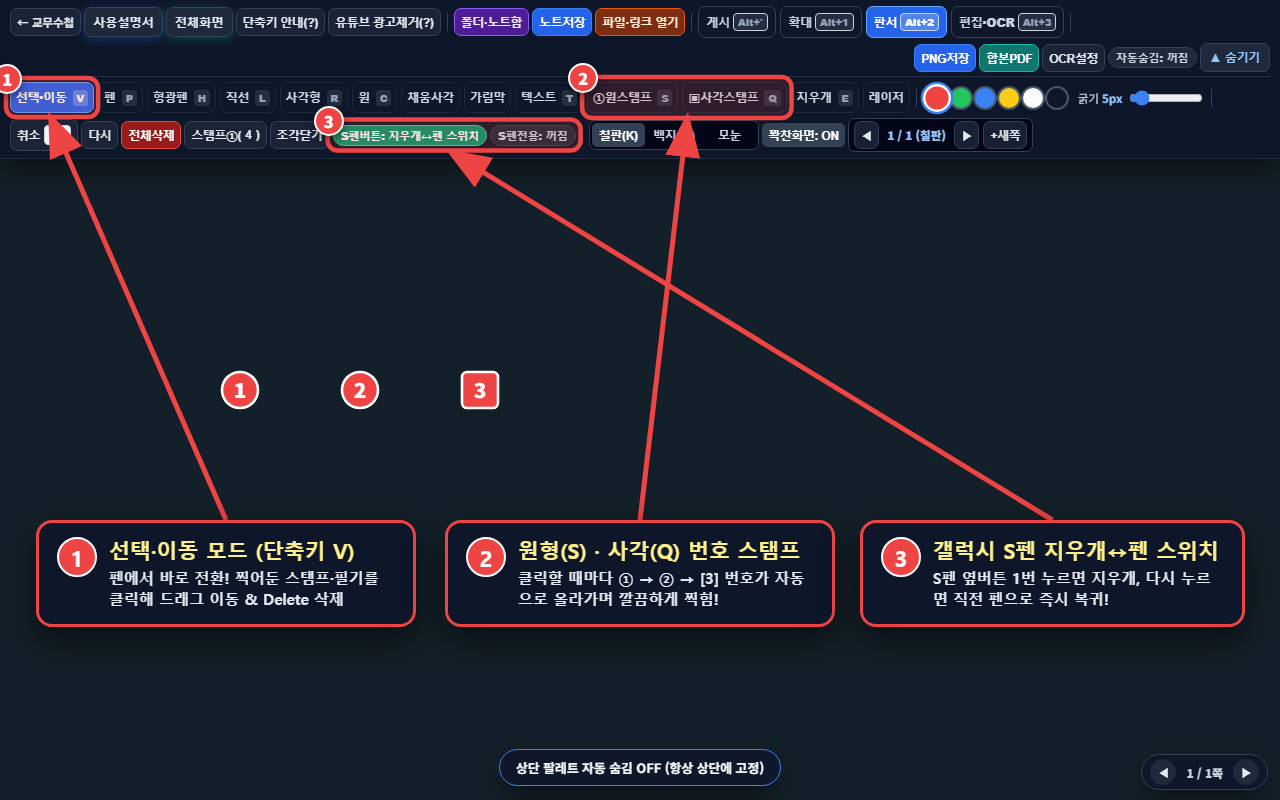 ← 교무수첩 사용설명서 전체화면 단축키 안내(?) 유튜브 광고제거(?) 폴더·노트함 노트저장 파일·링크 열기 게시 Alt+` 확대 Alt+1 판서 Alt+2 편집·OCR Alt+3
PNG저장 합본PDF OCR설정 자동숨김: 꺼짐 ▲ 숨기기
1 2
선택·이동 V 펜 P 형광펜 H 직선 L 사각형 R 원 C 채움사각 가림막 텍스트 T ①원스탬프 S ▣사각스탬프 Q 지우개 E 레이저 굵기 5px
3
취소 다시 전체삭제 스탬프①( 4 ) 조각닫기 S펜버튼: 지우개↔펜 스위치 S펜전용: 꺼짐 칠판(K) 백지 모눈 꽉찬화면: ON ◀ 1 / 1 (칠판) ▶ +새쪽
1 2 3
1 선택·이동 모드 (단축키 V)
펜에서 바로 전환! 찍어둔 스탬프·필기를
클릭해 드래그 이동 & Delete 삭제
2 원형(S) · 사각(Q) 번호 스탬프
클릭할 때마다 ① → ② → [3] 번호가 자동
으로 올라가며 깔끔하게 찍힘!
3 갤럭시 S펜 지우개↔펜 스위치
S펜 옆버튼 1번 누르면 지우개, 다시 누르
면 직전 펜으로 즉시 복귀!
상단 팔레트 자동 숨김 OFF (항상 상단에 고정)
◀ 1 / 1쪽 ▶